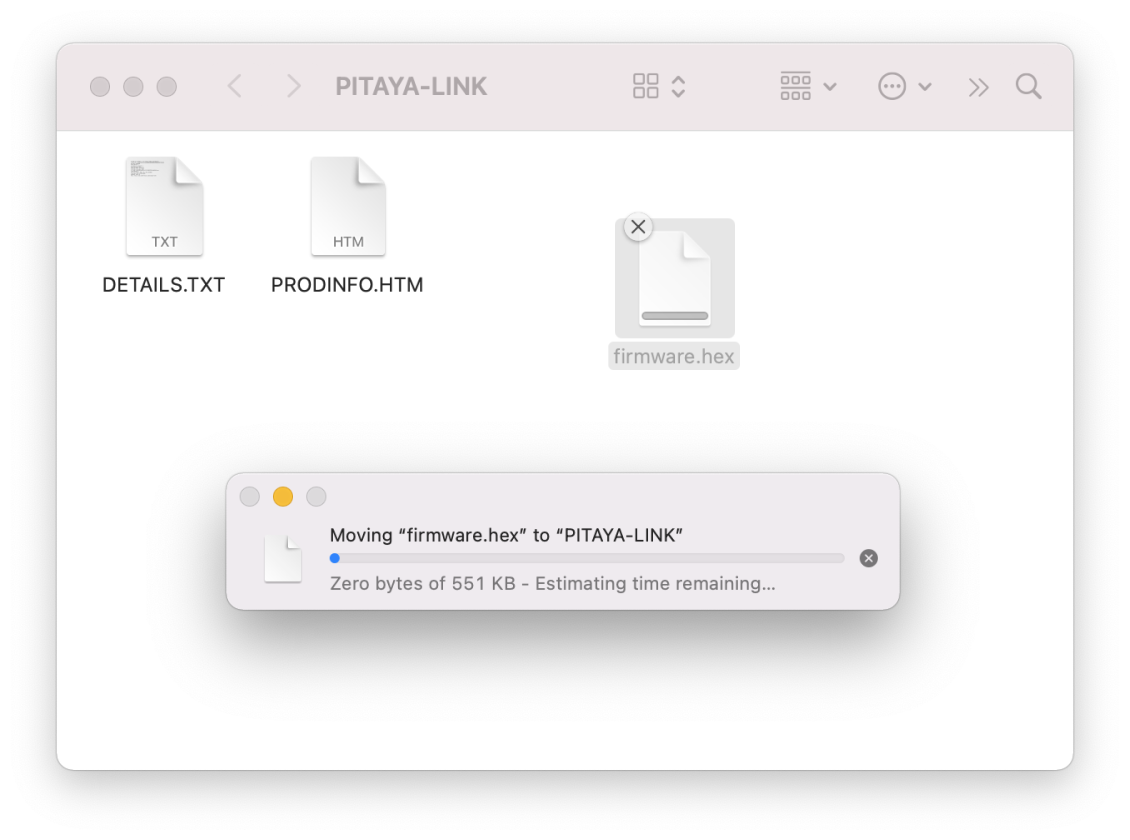 PITAYA-LINK
TXT
HTM
DETAILS.TXT
PRODINFO.HTM
firmware.hex
Moving “firmware.hex” to “PITAYA-LINK”
Zero bytes of 551 KB - Estimating time remaining...